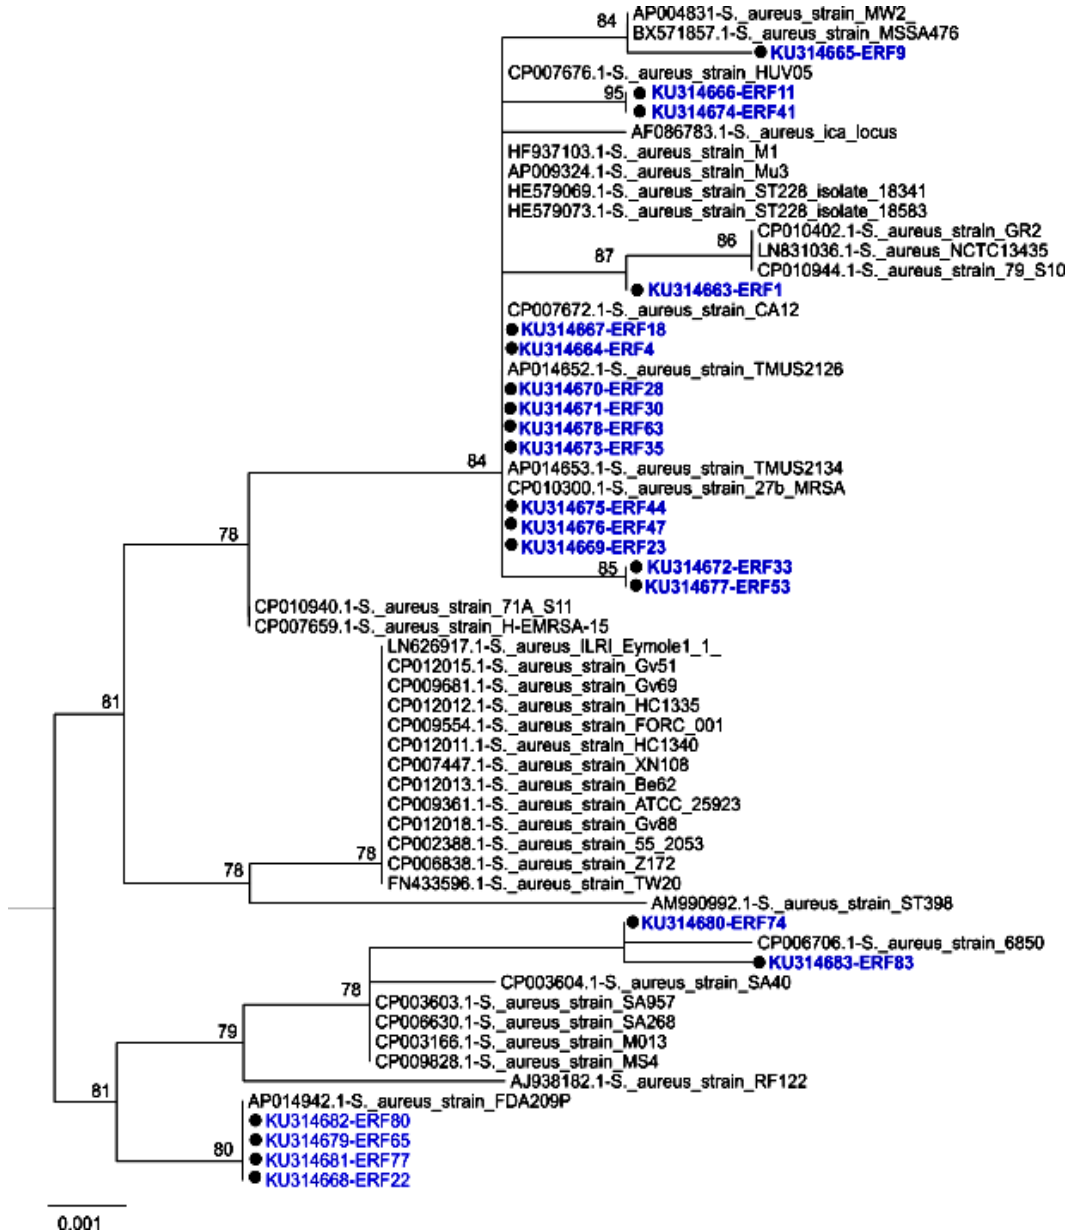 AP004831-S._aureus_strain_MW2_
84
BX571857.1-S._aureus_strain_MSSA476
KU314665-ERF9
CP007676.1-S._aureus_strain_HUV05
95
KU314666-ERF11
KU314674-ERF41
AF086783.1-S._aureus_ica_locus
HF937103.1-S._aureus_strain_M1
AP009324.1-S._aureus_strain_Mu3
HE579069.1-S._aureus_strain_ST228_isolate_18341
HE579073.1-S._aureus_strain_ST228_isolate_18583
CP010402.1-S._aureus_strain_GR2
86
LN831036.1-S._aureus_NCTC13435
87
CP010944.1-S._aureus_strain_79_S10
KU314663-ERF1
CP007672.1-S._aureus_strain_CA12
KU314667-ERF18
KU314664-ERF4
AP014652.1-S._aureus_strain_TMUS2126
KU314670-ERF28
KU314671-ERF30
KU314678-ERF63
KU314673-ERF35
84
AP014653.1-S._aureus_strain_TMUS2134
CP010300.1-S._aureus_strain_27b_MRSA
KU314675-ERF44
KU314676-ERF47
78
KU314669-ERF23
85
KU314672-ERF33
KU314677-ERF53
CP010940.1-S._aureus_strain_71A_S11
CP007659.1-S._aureus_strain_H-EMRSA-15
LN626917.1-S._aureus_ILRI_Eymole1_1_
CP012015.1-S._aureus_strain_Gv51
CP009681.1-S._aureus_strain_Gv69
81
CP012012.1-S._aureus_strain_HC1335
CP009554.1-S._aureus_strain_FORC_001
CP012011.1-S._aureus_strain_HC1340
CP007447.1-S._aureus_strain_XN108
CP012013.1-S._aureus_strain_Be62
CP009361.1-S._aureus_strain_ATCC_25923
CP012018.1-S._aureus_strain_Gv88
CP002388.1-S._aureus_strain_55_2053
78
78
CP006838.1-S._aureus_strain_Z172
FN433596.1-S._aureus_strain_TW20
AM990992.1-S._aureus_strain_ST398
KU314680-ERF74
CP006706.1-S._aureus_strain_6850
KU314683-ERF83
78
CP003604.1-S._aureus_strain_SA40
CP003603.1-S._aureus_strain_SA957
CP006630.1-S._aureus_strain_SA268
79
CP003166.1-S._aureus_strain_M013
CP009828.1-S._aureus_strain_MS4
AJ938182.1-S._aureus_strain_RF122
81
AP014942.1-S._aureus_strain_FDA209P
KU314682-ERF80
KU314679-ERF65
80
KU314681-ERF77
KU314668-ERF22
0.001